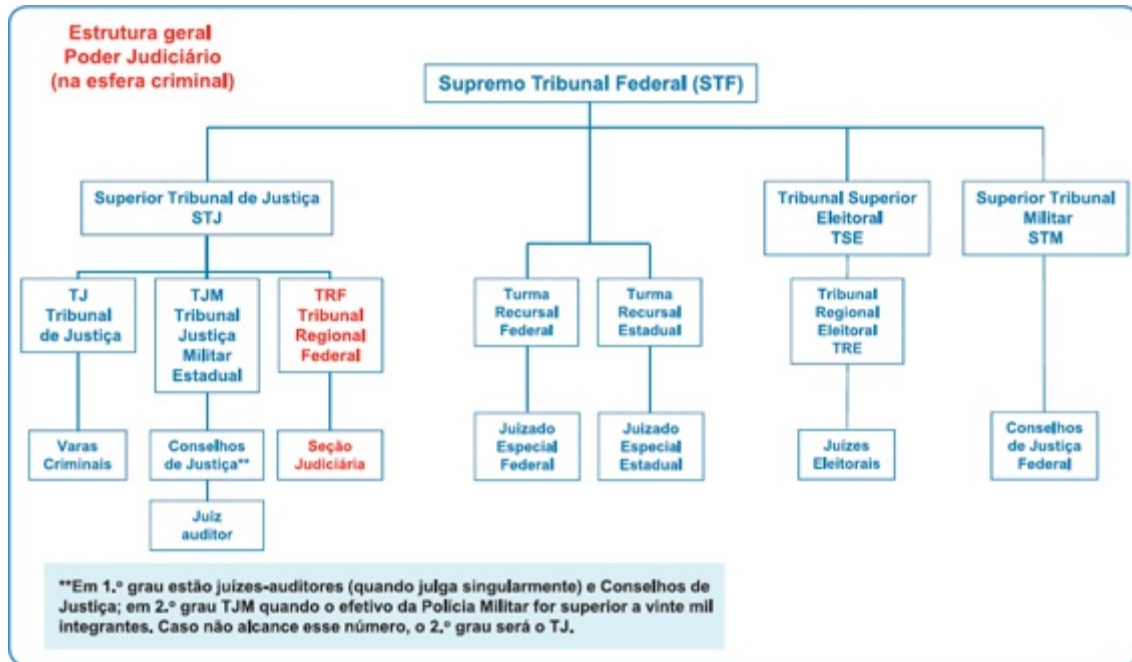 Estrutura geral
Poder Judiciário
(na esfera criminal)
Supremo Tribunal Federal (STF)
Superior Tribunal de Justiça
STJ
Tribunal Superior
Eleitoral
TSE
Superior Tribunal
Militar
STM
TJ
Tribunal
de Justiça
TJM
Tribunal
Justiça
Militar
Estadual
TRF
Tribunal
Regional
Federal
Turma
Recursal
Federal
Turma
Recursal
Estadual
Tribunal
Regional
Eleitoral
TRE
Varas
Criminais
Conselhos
de Justiça**
Seção
Judiciária
Juizado
Especial
Federal
Juizado
Especial
Estadual
Juízes
Eleitorais
Conselhos
de Justiça
Federal
Juiz
auditor
**Em 1.º grau estão juízes-auditores (quando julga singularmente) e Conselhos de
Justiça; em 2.º grau TJM quando o efetivo da Polícia Militar for superior a vinte mil
integrantes. Caso não alcance esse número, o 2.º grau será o TJ.